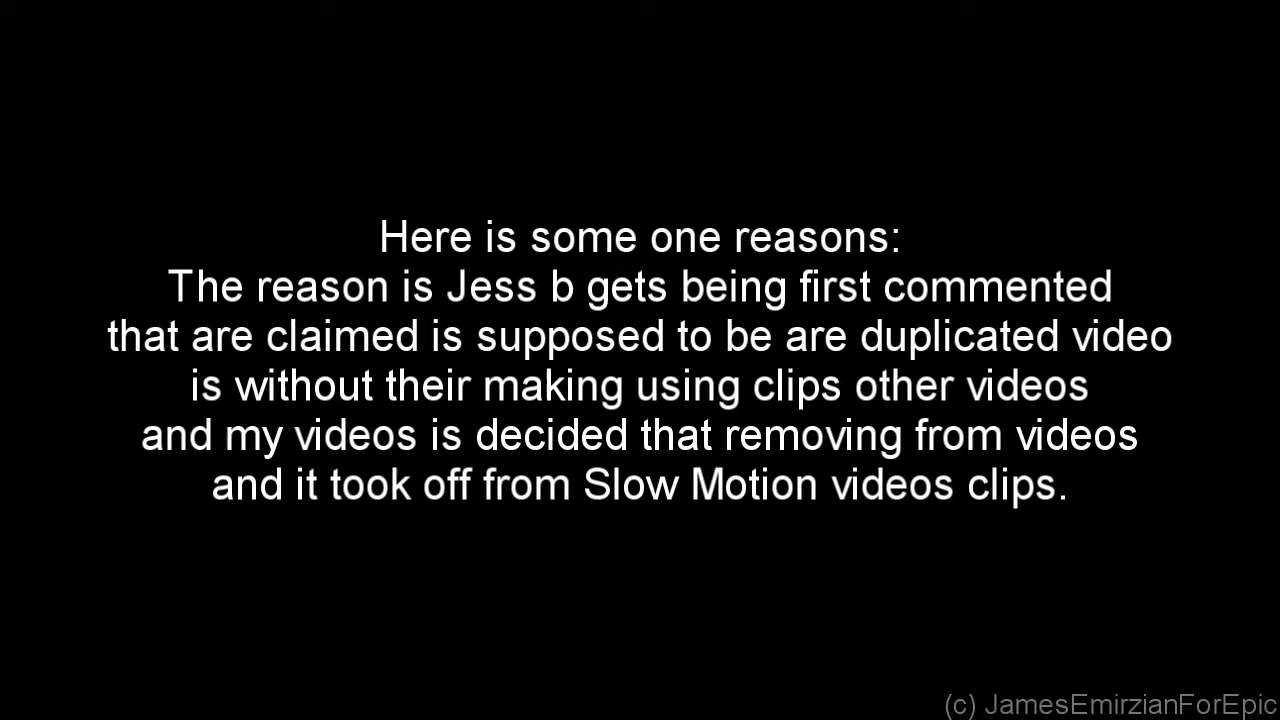 Here is some one reasons:
The reason is Jess b gets being first commented
that are claimed is supposed to be are duplicated video
is without their making using clips other videos
and my videos is decided that removing from videos
and it took off from Slow Motion videos clips.
(c) JamesEmirzianForEpic